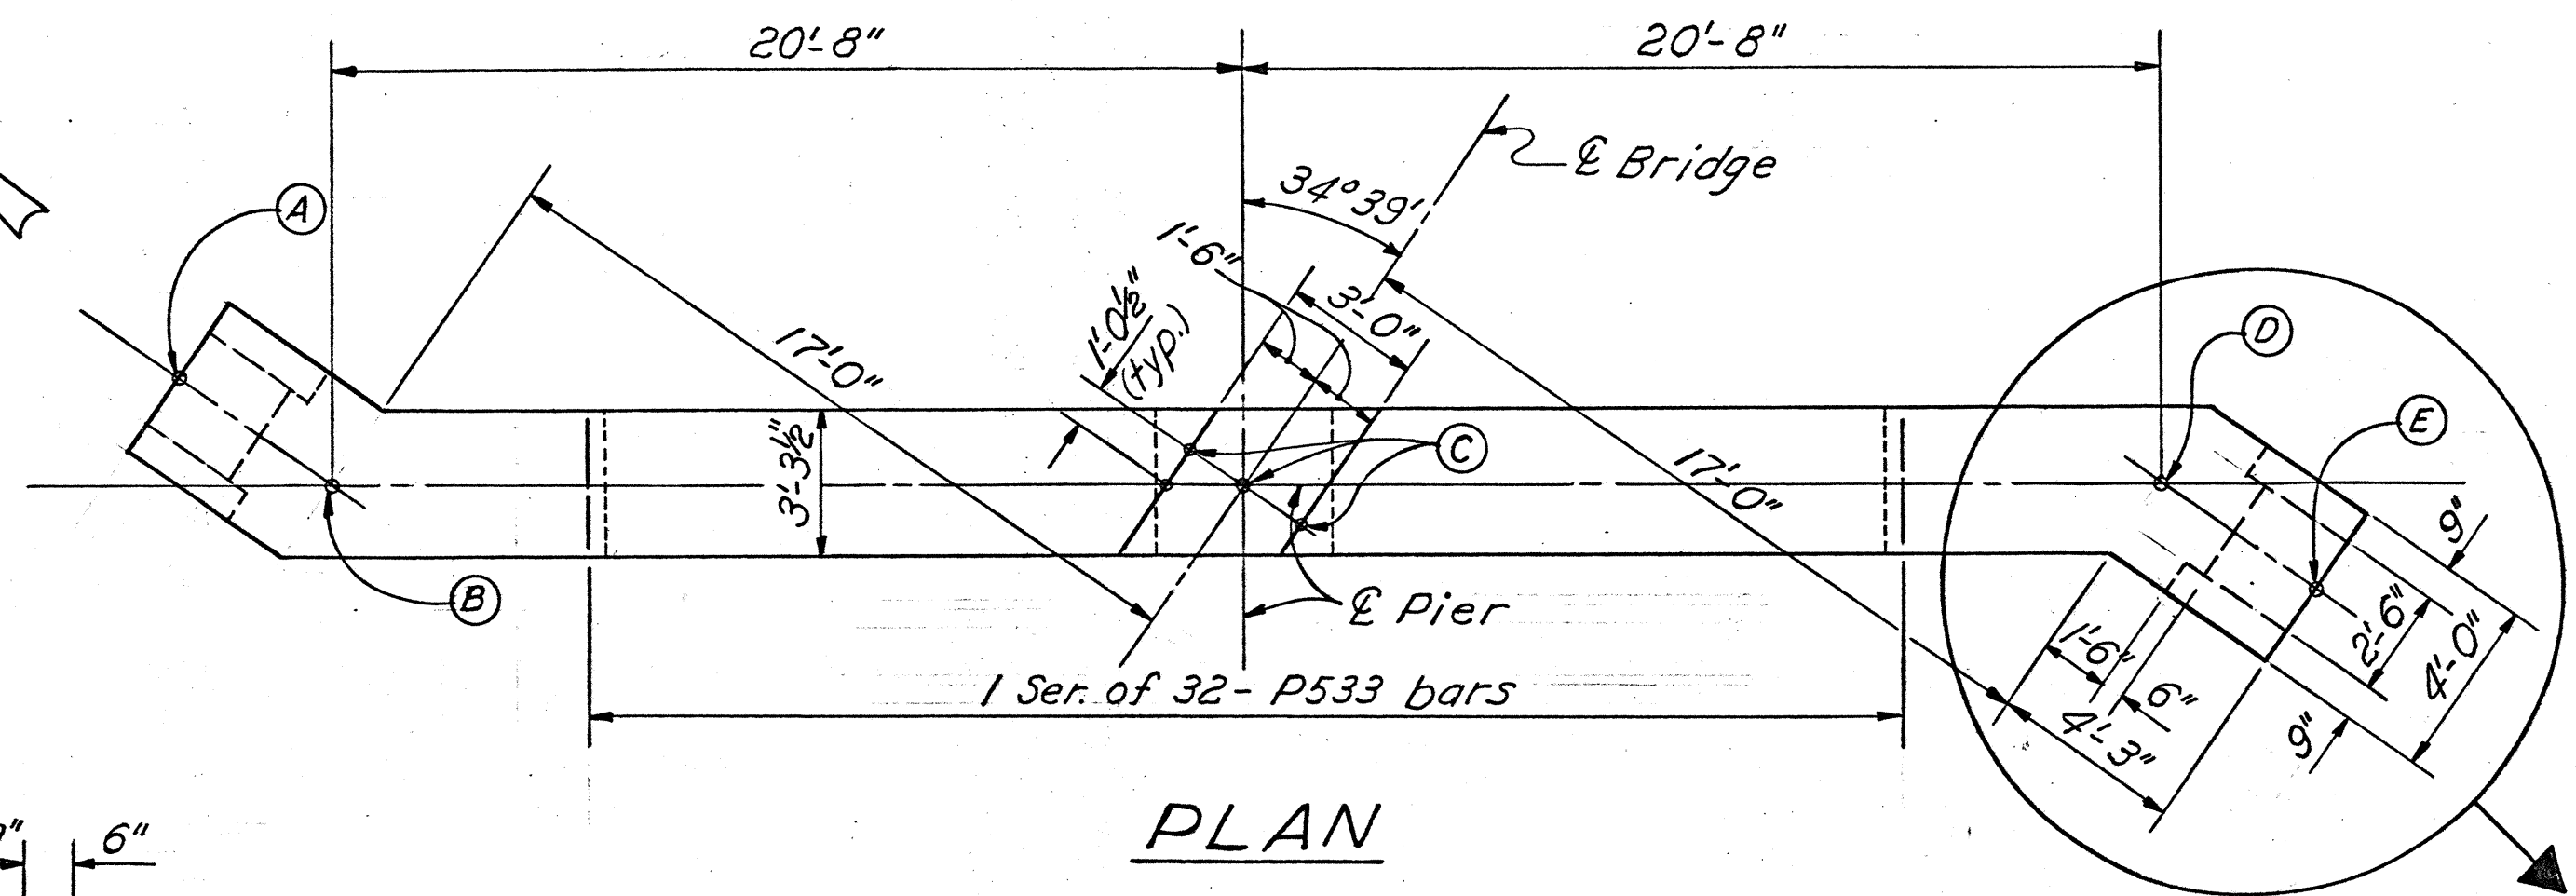 20'-8"
20'-8"
℄ Bridge
34°39'
A
1'-6"
3'-0"
1'-0½"
(typ.)
17'-0"
D
E
C
3'-3½"
17'-0"
9"
B
℄ Pier
1'-6"
2'-6"
4'-0"
6"
4'-3"
9"
1 Ser. of 32- P533 bars
PLAN
6"